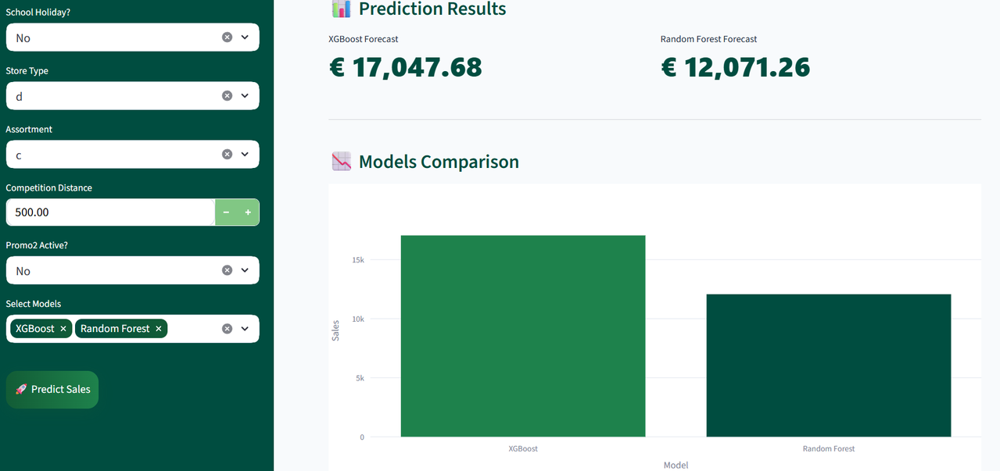 School Holiday?
No
Store Type
d
Assortment
c
Competition Distance
500.00
Promo2 Active?
No
Select Models
XGBoost Random Forest
Predict Sales
Prediction Results
XGBoost Forecast
€ 17,047.68
Random Forest Forecast
€ 12,071.26
Models Comparison
Sales
15k
10k
5k
0
XGBoost Random Forest
Model